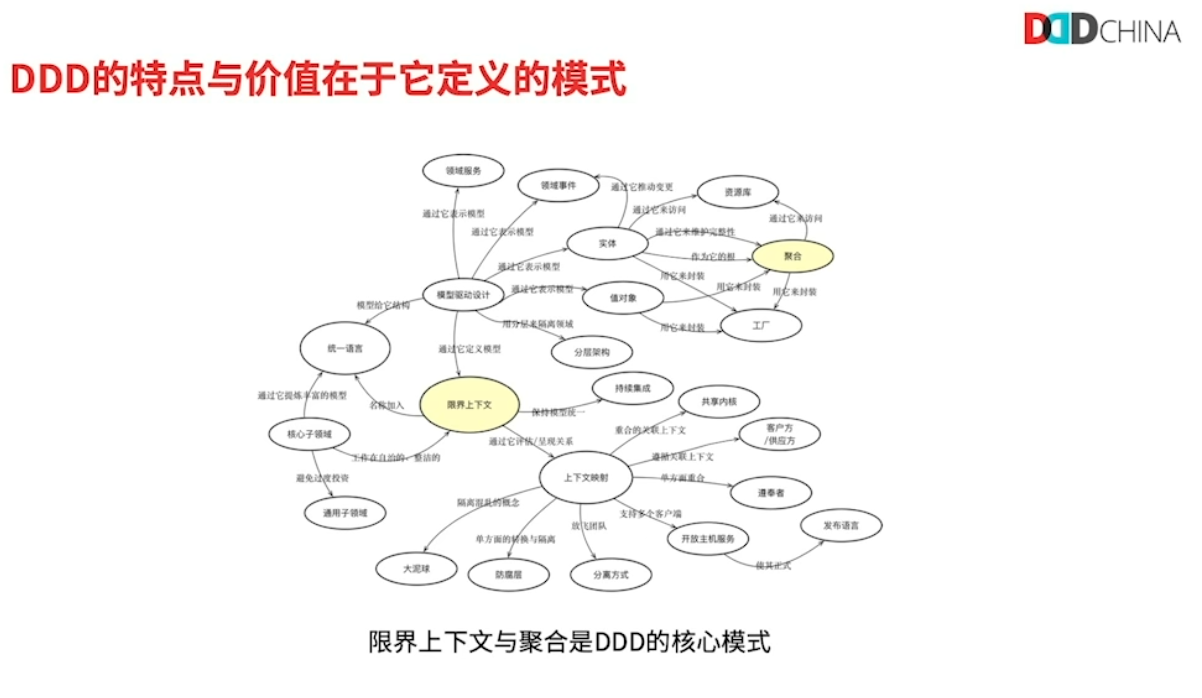 DDD CHINA
DDD的特点与价值在于它定义的模式
领域服务
领域事件
通过它推动变更
资源库
通过它来访问
通过它来访问
通过它表示模型
通过它表示模型
实体
通过它来维护完整性
作为它的根
聚合
通过它表示模型
用它来封装
模型驱动设计
通过它表示模型
值对象
用它来封装
用它来封装
模型给它结构
用分层来隔离领域
用它来封装
工厂
统一语言
通过它定义模型
分层架构
通过它提炼丰富的模型
名称加入
限界上下文
持续集成
保持模型统一
共享内核
核心子领域
重合的关联上下文
客户方
/供应方
通过它评估/呈现关系
工作在自治的、整洁的
遵循关联上下文
避免过度投资
上下文映射
单方面重合
遵奉者
隔离混乱的概念
通用子领域
支持多个客户端
放飞团队
发布语言
单方面的转换与隔离
开放主机服务
使其正式
大泥球
防腐层
分离方式
限界上下文与聚合是DDD的核心模式